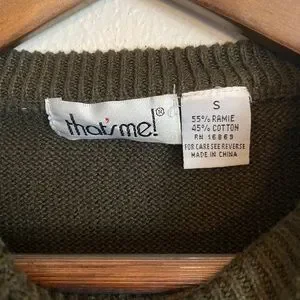 that's me!®
S
55% RAMIE
45% COTTON
RN 16869
FOR CARE SEE REVERSE
MADE IN CHINA